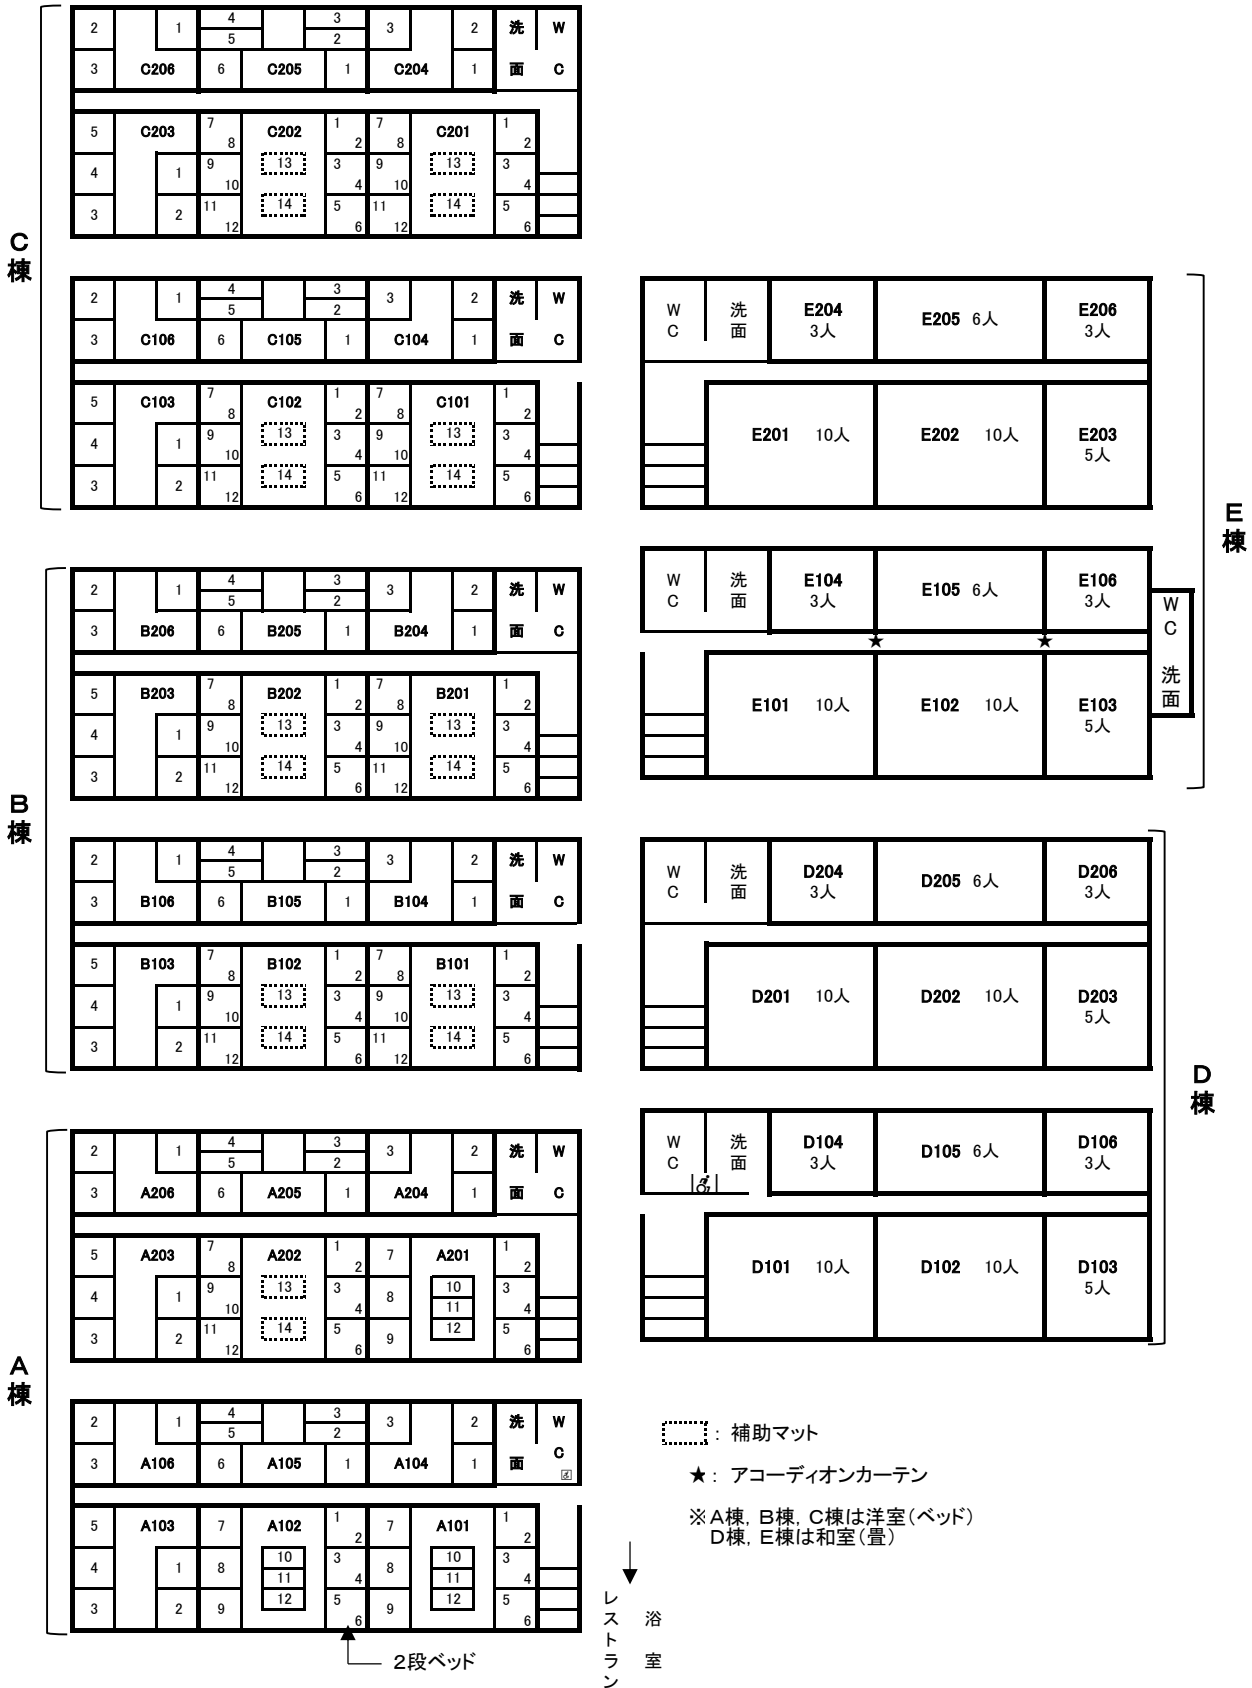 C棟
2 1 4 3 3 2 洗 W
5 2
3 C206 6 C205 1 C204 1 面 C
5 C203 7 8 C202 1 2 7 8 C201 1 2
4 1 9 10 13 3 4 9 10 13 3 4
3 2 11 12 14 5 6 11 12 14 5 6
2 1 4 3 3 2 洗 W
5 2
3 C106 6 C105 1 C104 1 面 C
5 C103 7 8 C102 1 2 7 8 C101 1 2
4 1 9 10 13 3 4 9 10 13 3 4
3 2 11 12 14 5 6 11 12 14 5 6
B棟
2 1 4 3 3 2 洗 W
5 2
3 B206 6 B205 1 B204 1 面 C
5 B203 7 8 B202 1 2 7 8 B201 1 2
4 1 9 10 13 3 4 9 10 13 3 4
3 2 11 12 14 5 6 11 12 14 5 6
2 1 4 3 3 2 洗 W
5 2
3 B106 6 B105 1 B104 1 面 C
5 B103 7 8 B102 1 2 7 8 B101 1 2
4 1 9 10 13 3 4 9 10 13 3 4
3 2 11 12 14 5 6 11 12 14 5 6
A棟
2 1 4 3 3 2 洗 W
5 2
3 A206 6 A205 1 A204 1 面 C
5 A203 7 8 A202 1 2 7 A201 1 2
4 1 9 10 13 3 4 8 10 11 3 4
3 2 11 12 14 5 6 9 12 5 6
2 1 4 3 3 2 洗 W
5 2
3 A106 6 A105 1 A104 1 面 C
5 A103 7 A102 1 2 7 A101 1 2
4 1 8 10 11 3 4 8 10 11 3 4
3 2 9 12 5 6 9 12 5 6
2段ベッド
E棟
WC 洗面 E204 E205 6人 E206
3人 3人
E201 10人 E202 10人 E203
5人
WC 洗面 E104 E105 6人 E106
3人 3人
★ ★
WC 洗面
E101 10人 E102 10人 E103
5人
D棟
WC 洗面 D204 D205 6人 D206
3人 3人
D201 10人 D202 10人 D203
5人
WC 洗面 D104 D105 6人 D106
3人 3人
D101 10人 D102 10人 D103
5人
: 補助マット
★: アコーディオンカーテン
※A棟，B棟，C棟は洋室（ベッド）
D棟，E棟は和室（畳）
レストラン
浴室